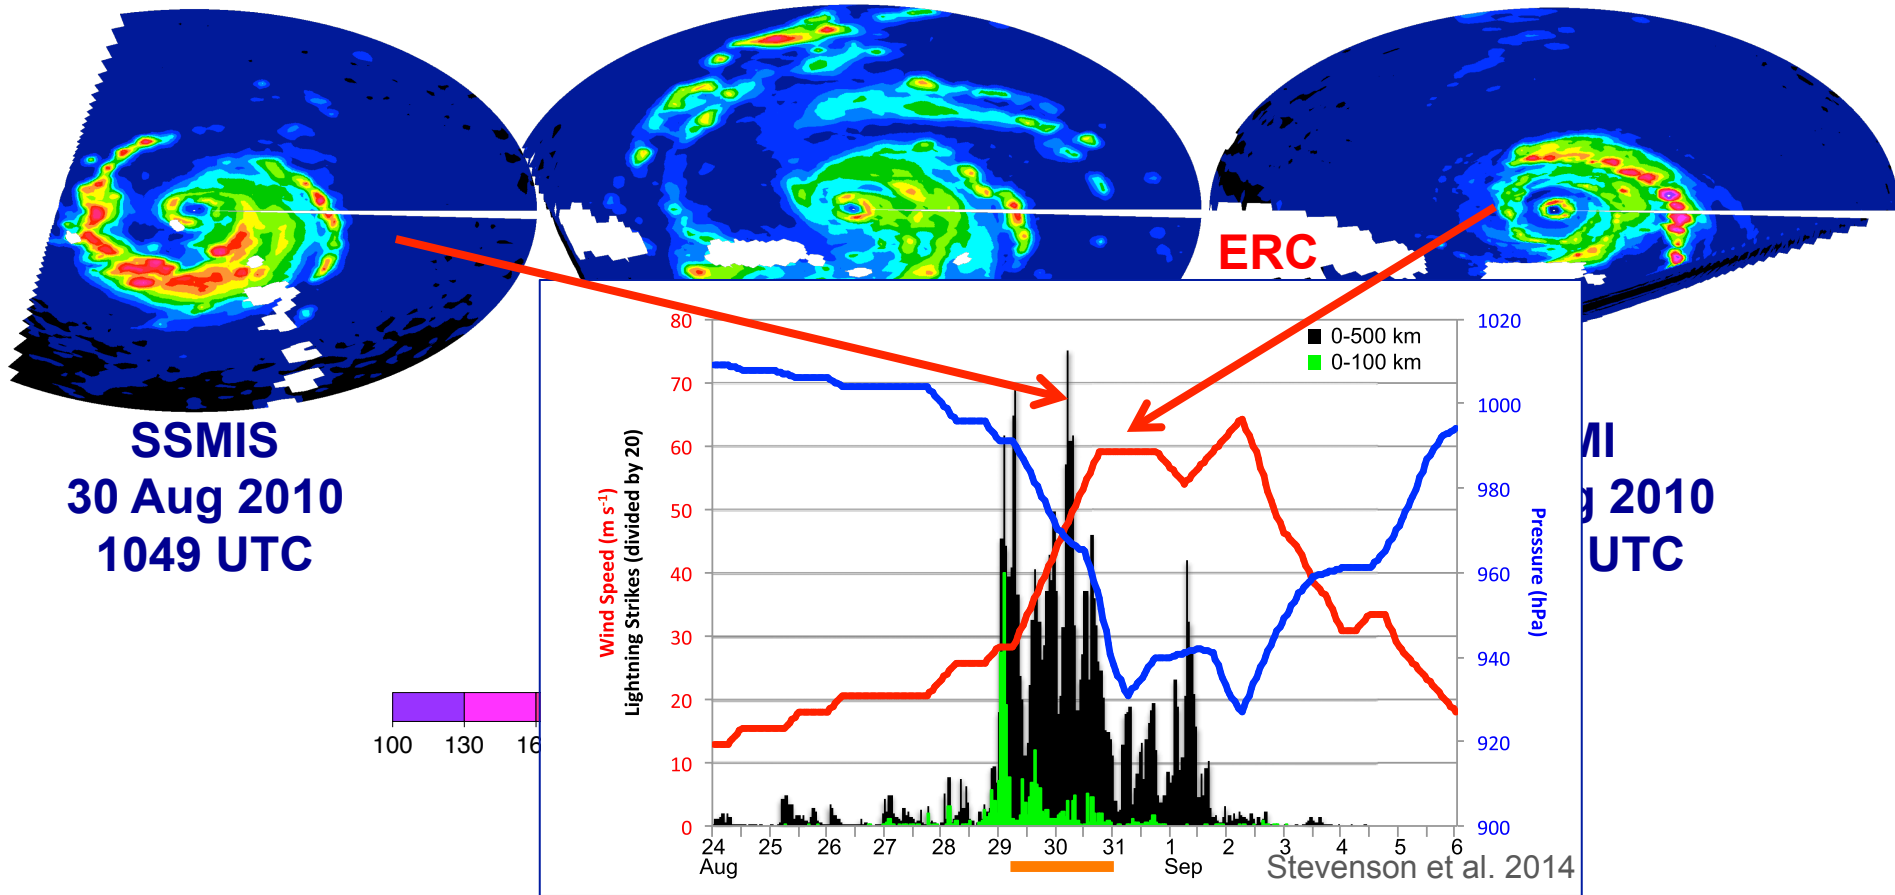 ERC
SSMIS
30 Aug 2010
1049 UTC
MI
g 2010
UTC
100 130 16
80
70
60
50
40
30
20
10
0
Wind Speed (m s-1)
Lightning Strikes (divided by 20)
0-500 km
0-100 km
1020
1000
980
960
940
920
900
Pressure (hPa)
24 25 26 27 28 29 30 31 1 2 3 4 5 6
Aug Sep
Stevenson et al. 2014